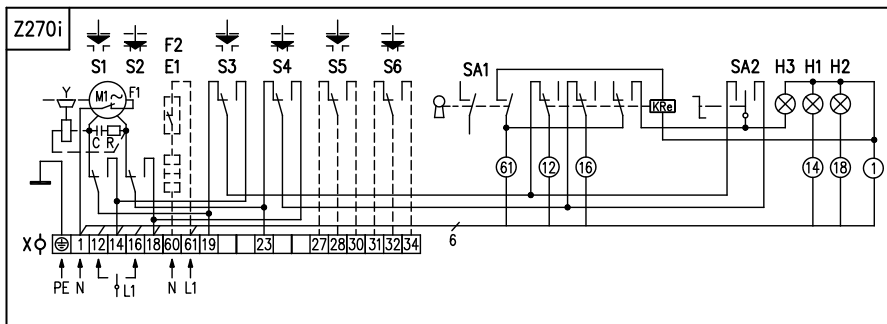 Z270i
F2
S1 S2 E1 S3 S4 S5 S6 SA1 SA2 H3 H1 H2
Y M1~ F1
KRe
C R
61 12 16 14 18 1
6
X 1 12 14 16 18 60 61 19 23 27 28 30 31 32 34
PE N L1 N L1